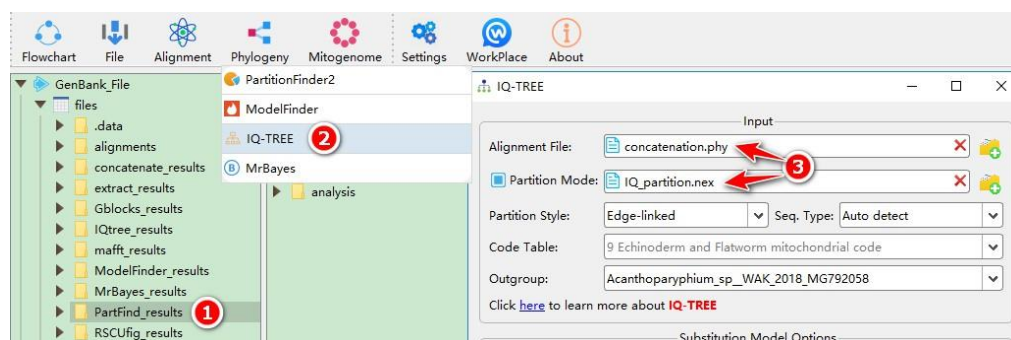 Flowchart File Alignment Phylogeny Mitogenome Settings WorkPlace About
GenBank_File
files
.data
alignments
concatenate_results
extract_results
Gblocks_results
IQtree_results
mafft_results
ModelFinder_results
MrBayes_results
PartFind_results 1
RSCUfig_results
PartitionFinder2
ModelFinder
IQ-TREE 2
B MrBayes
analysis
IQ-TREE
Input
Alignment File: concatenation.phy
3
Partition Mode: IQ_partition.nex
Partition Style: Edge-linked Seq. Type: Auto detect
Code Table: 9 Echinoderm and Flatworm mitochondrial code
Outgroup: Acanthoparyphium_sp__WAK_2018_MG792058
Click here to learn more about IQ-TREE
Substitution Model Options